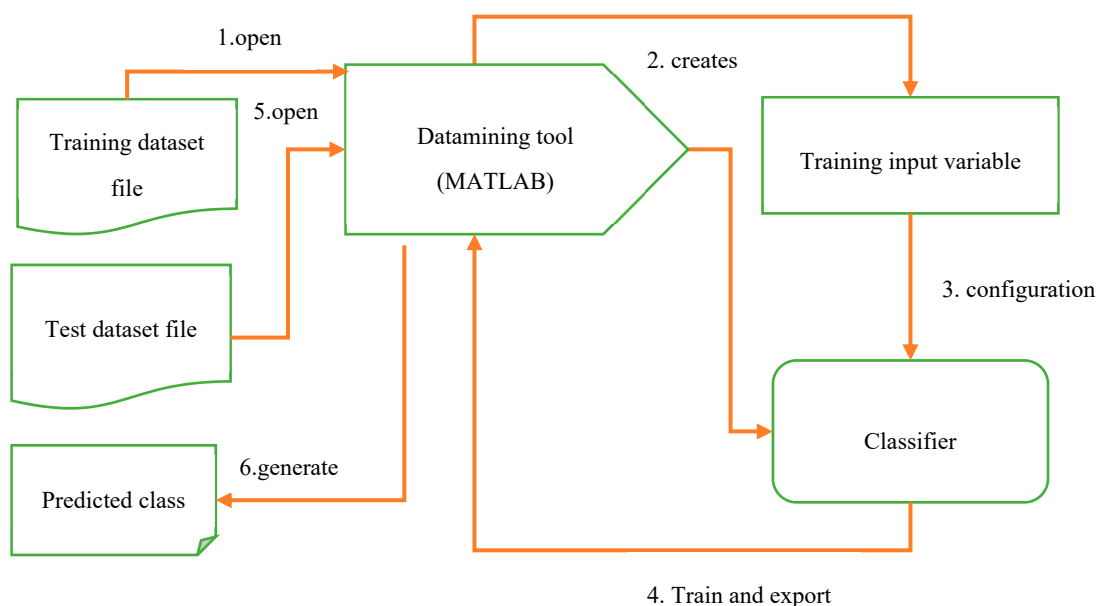 1.open
2. creates
5.open
Training dataset
file
Datamining tool
(MATLAB)
Training input variable
3. configuration
Test dataset file
Classifier
6.generate
Predicted class
4. Train and export